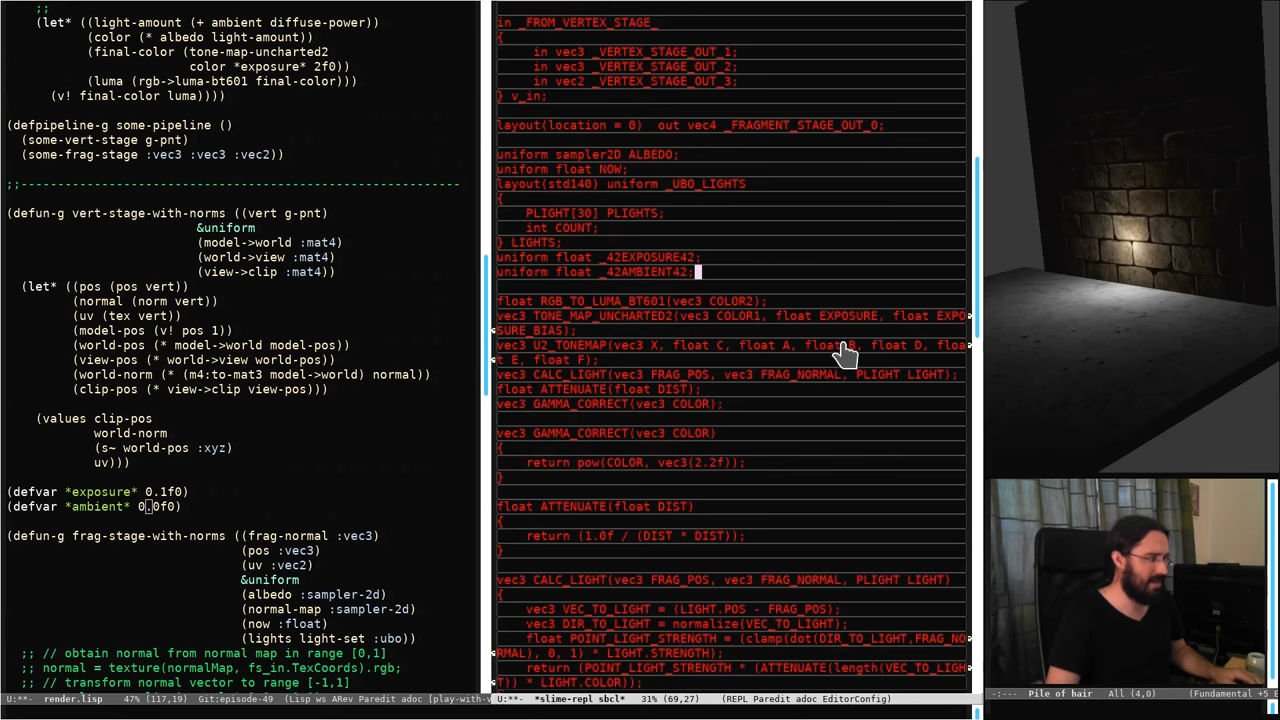 ;;
(let* ((light-amount (+ ambient diffuse-power))
(color (* albedo light-amount))
(final-color (tone-map-uncharted2
color *exposure* 2f0))
(luma (rgb->luma-bt601 final-color)))
(v! final-color luma))))
(defpipeline-g some-pipeline ()
(some-vert-stage g-pnt)
(some-frag-stage :vec3 :vec3 :vec2))
;;------------------------------------------------------------
(defun-g vert-stage-with-norms ((vert g-pnt)
&uniform
(model->world :mat4)
(world->view :mat4)
(view->clip :mat4))
(let* ((pos (pos vert))
(normal (norm vert))
(uv (tex vert))
(model-pos (v! pos 1))
(world-pos (* model->world model-pos))
(view-pos (* world->view world-pos))
(world-norm (* (m4:to-mat3 model->world) normal))
(clip-pos (* view->clip view-pos)))
(values clip-pos
world-norm
(s~ world-pos :xyz)
uv)))
(defvar *exposure* 0.1f0)
(defvar *ambient* 0.0f0)
(defun-g frag-stage-with-norms ((frag-normal :vec3)
(pos :vec3)
(uv :vec2)
&uniform
(albedo :sampler-2d)
(normal-map :sampler-2d)
(now :float)
(lights light-set :ubo))
;; // obtain normal from normal map in range [0,1]
;; normal = texture(normalMap, fs_in.TexCoords).rgb;
;; // transform normal vector to range [-1,1]
U:**- render.lisp 47% (117,19) Git:episode-49 (Lisp ws ARev Paredit adoc [play-with-v
in _FROM_VERTEX_STAGE_
{
in vec3 _VERTEX_STAGE_OUT_1;
in vec3 _VERTEX_STAGE_OUT_2;
in vec2 _VERTEX_STAGE_OUT_3;
} v_in;
layout(location = 0) out vec4 _FRAGMENT_STAGE_OUT_0;
uniform sampler2D ALBEDO;
uniform float NOW;
layout(std140) uniform _UBO_LIGHTS
{
PLIGHT[30] PLIGHTS;
int COUNT;
} LIGHTS;
uniform float _42EXPOSURE42;
uniform float _42AMBIENT42;
float RGB_TO_LUMA_BT601(vec3 COLOR2);
vec3 TONE_MAP_UNCHARTED2(vec3 COLOR1, float EXPOSURE, float EXPO
SURE_BIAS);
vec3 U2_TONEMAP(vec3 X, float C, float A, float B, float D, floa
t E, float F);
vec3 CALC_LIGHT(vec3 FRAG_POS, vec3 FRAG_NORMAL, PLIGHT LIGHT);
float ATTENUATE(float DIST);
vec3 GAMMA_CORRECT(vec3 COLOR);
vec3 GAMMA_CORRECT(vec3 COLOR)
{
return pow(COLOR, vec3(2.2f));
}
float ATTENUATE(float DIST)
{
return (1.0f / (DIST * DIST));
}
vec3 CALC_LIGHT(vec3 FRAG_POS, vec3 FRAG_NORMAL, PLIGHT LIGHT)
{
vec3 VEC_TO_LIGHT = (LIGHT.POS - FRAG_POS);
vec3 DIR_TO_LIGHT = normalize(VEC_TO_LIGHT);
float POINT_LIGHT_STRENGTH = (clamp(dot(DIR_TO_LIGHT,FRAG_NO
RMAL), 0, 1) * LIGHT.STRENGTH);
return (POINT_LIGHT_STRENGTH * (ATTENUATE(length(VEC_TO_LIGH
T)) * LIGHT.COLOR));
U:**- *slime-repl sbcl* 31% (69,27) (REPL Paredit adoc EditorConfig)
-:--- Pile of hair All (4,0) (Fundamental +5 E